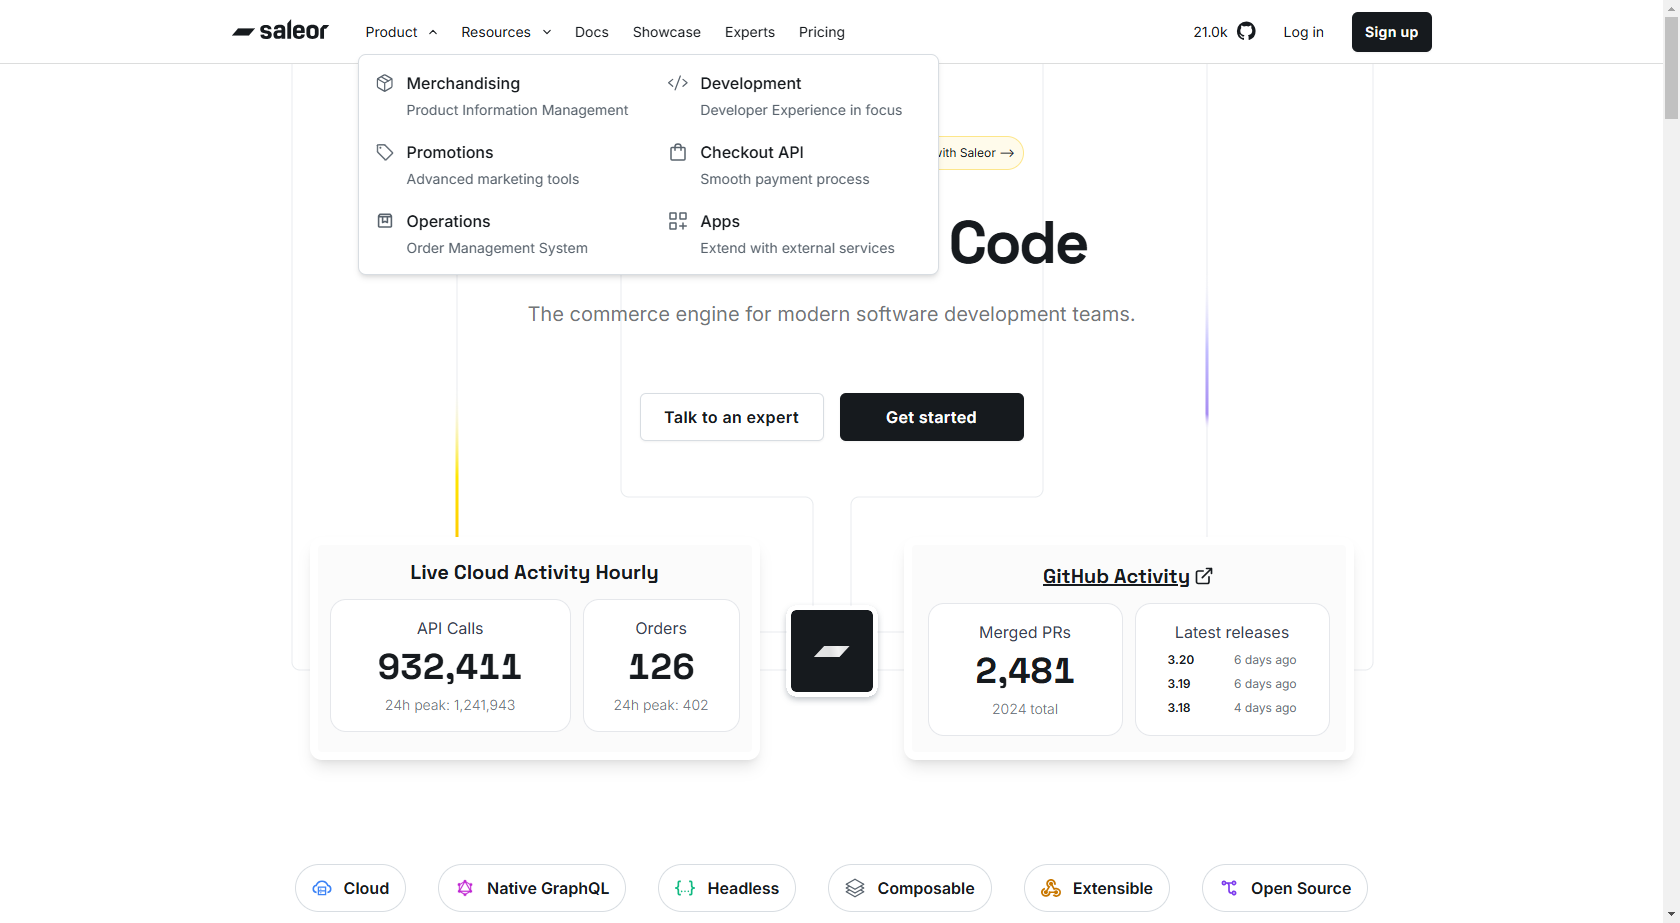 saleor
Product
Resources
Docs
Showcase
Experts
Pricing
21.0k
Log in
Sign up
Merchandising
Product Information Management
Development
Developer Experience in focus
Promotions
Advanced marketing tools
Checkout API
Smooth payment process
Operations
Order Management System
Apps
Extend with external services
with Saleor →
Code
The commerce engine for modern software development teams.
Talk to an expert
Get started
Live Cloud Activity Hourly
API Calls
932,411
24h peak: 1,241,943
Orders
126
24h peak: 402
GitHub Activity
Merged PRs
2,481
2024 total
Latest releases
3.20 6 days ago
3.19 6 days ago
3.18 4 days ago
Cloud
Native GraphQL
Headless
Composable
Extensible
Open Source